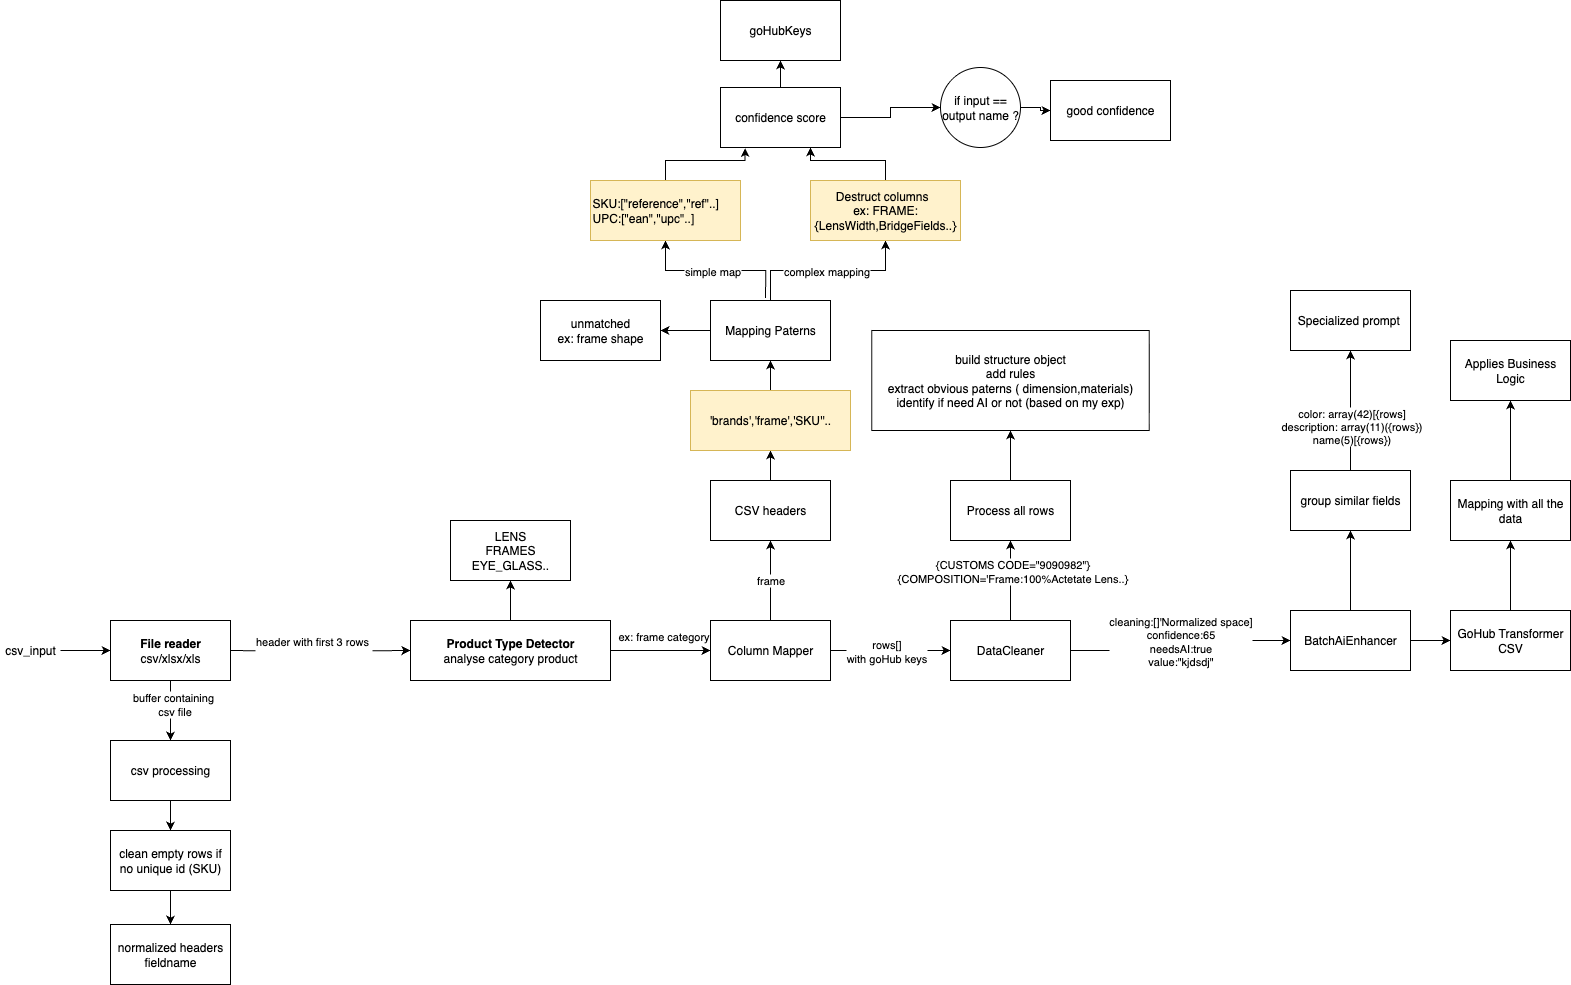 goHubKeys
confidence score
if input ==
output name ?
good confidence
SKU:["reference","ref"..]
UPC:["ean","upc"..]
Destruct columns
ex: FRAME:
{LensWidth,BridgeFields..}
simple map
complex mapping
unmatched
ex: frame shape
Mapping Paterns
'brands','frame','SKU"..
CSV headers
frame
build structure object
add rules
extract obvious paterns ( dimension,materials)
identify if need AI or not (based on my exp)
Process all rows
{CUSTOMS CODE="9090982"}
{COMPOSITION='Frame:100%Actetate Lens..}
Specialized prompt
color: array(42)[{rows]
description: array(11)({rows})
name(5)[{rows})
group similar fields
Applies Business
Logic
Mapping with all the
data
LENS
FRAMES
EYE_GLASS..
csv_input
File reader
csv/xlsx/xls
header with first 3 rows
Product Type Detector
analyse category product
ex: frame category
Column Mapper
rows[]
with goHub keys
DataCleaner
cleaning:[]'Normalized space]
confidence:65
needsAI:true
value:"kjdsdj"
BatchAiEnhancer
GoHub Transformer
CSV
buffer containing
csv file
csv processing
clean empty rows if
no unique id (SKU)
normalized headers
fieldname